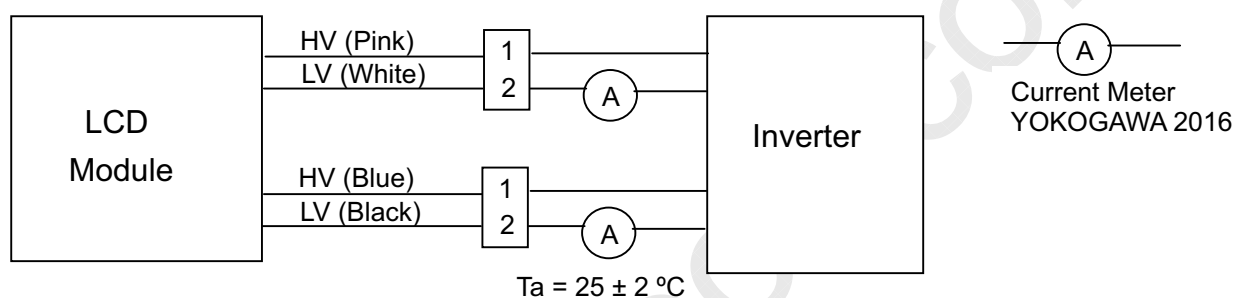 LCD
Module
HV (Pink)
LV (White)
1
2
A
HV (Blue)
LV (Black)
1
2
A
Ta = 25 ± 2 ºC
Inverter
A
Current Meter
YOKOGAWA 2016